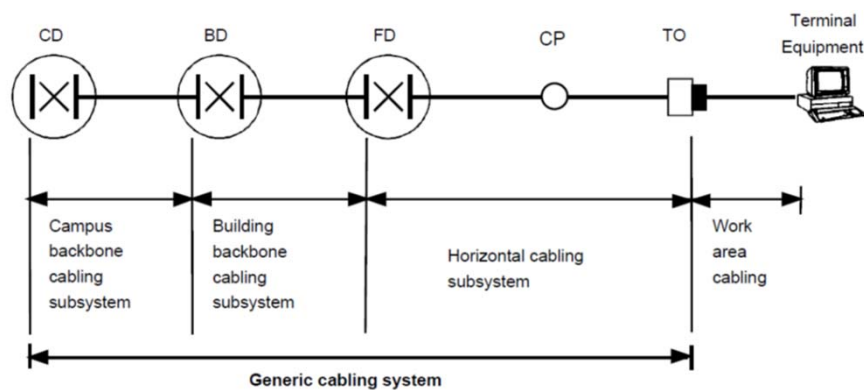 CD
BD
FD
CP
TO
Terminal
Equipment
Campus
backbone
cabling
subsystem
Building
backbone
cabling
subsystem
Horizontal cabling
subsystem
Work
area
cabling
Generic cabling system